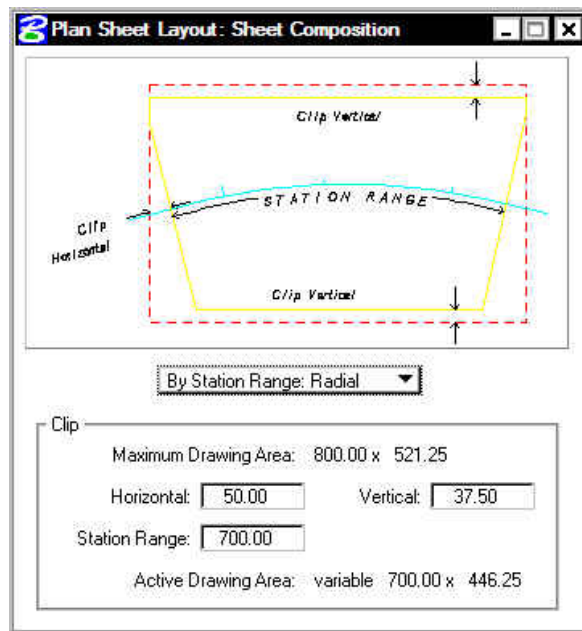 Plan Sheet Layout: Sheet Composition
Clip Vertical
STATION RANGE
Clip
Horizontal
Clip Vertical
By Station Range: Radial
Clip
Maximum Drawing Area: 800.00 x 521.25
Horizontal: 50.00 Vertical: 37.50
Station Range: 700.00
Active Drawing Area: variable 700.00 x 446.25